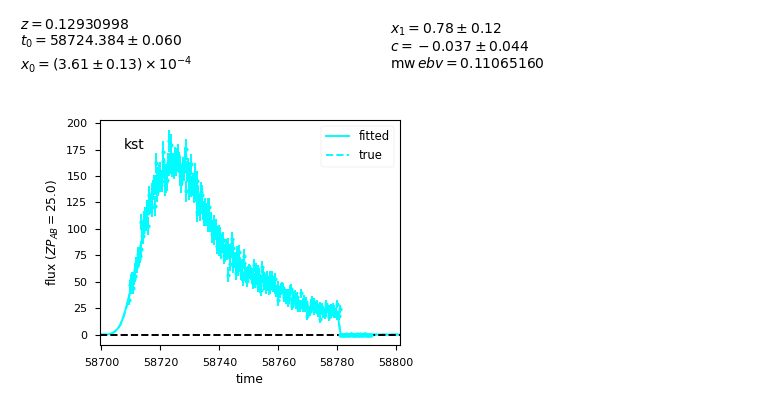 z = 0.12930998
t₀ = 58724.384 ± 0.060
x₀ = (3.61 ± 0.13) × 10⁻⁴
x₁ = 0.78 ± 0.12
c = −0.037 ± 0.044
mw ebv = 0.11065160
kst
fitted
true
200
175
150
125
100
75
50
25
0
flux (ZP_AB = 25.0)
58700 58720 58740 58760 58780 58800
time